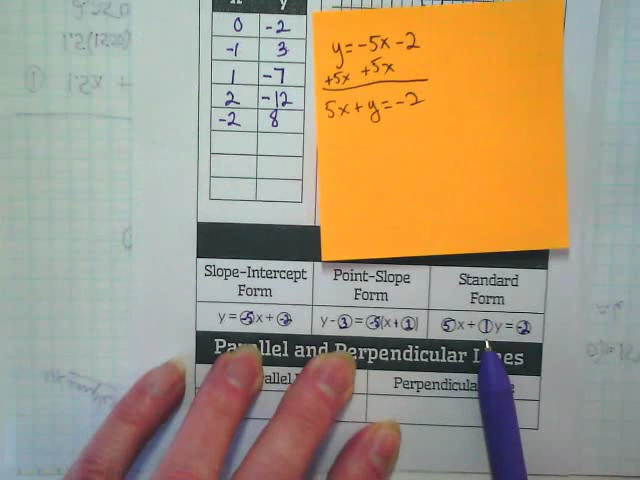 x y
0 -2
-1 3
1 -7
2 -12
-2 8
y = -5x - 2
+5x +5x
5x + y = -2
Slope-Intercept Form
Point-Slope Form
Standard Form
y = -5x + -2
y - 3 = -5(x + 1)
5x + 1y = -2
Parallel and Perpendicular Lines
Perpendicular